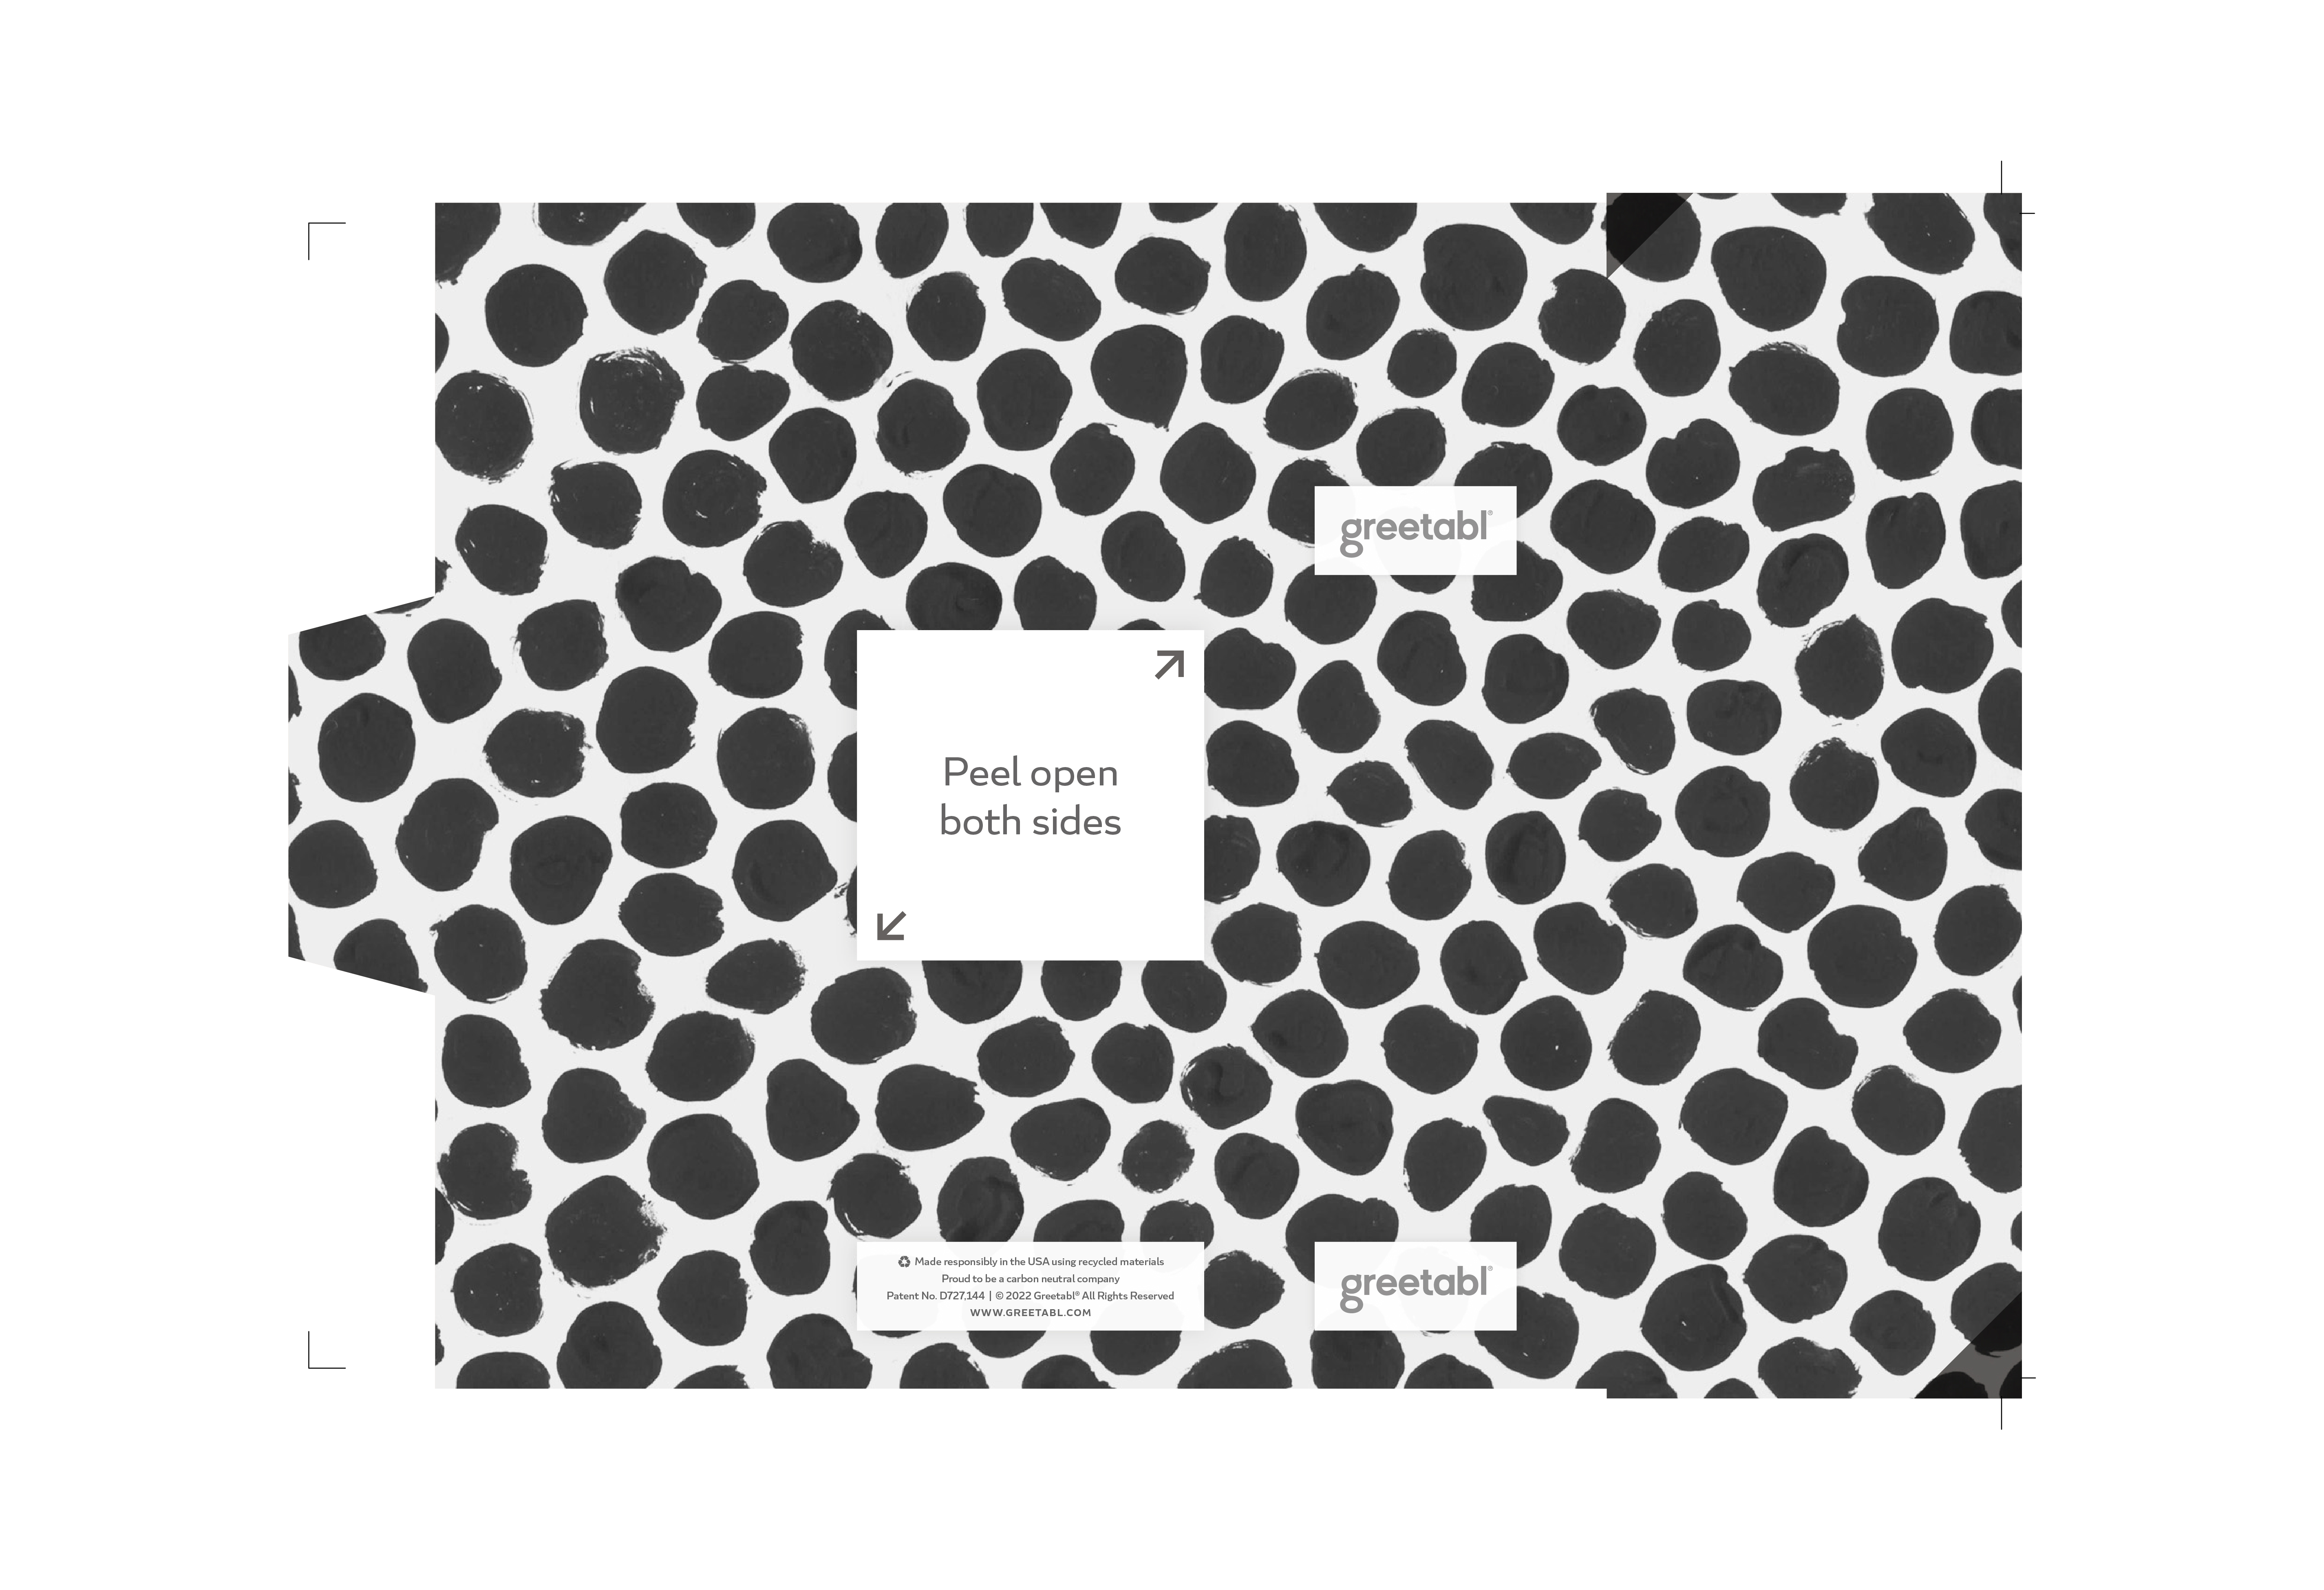 greetabl®
Peel open
both sides
♻ Made responsibly in the USA using recycled materials
Proud to be a carbon neutral company
Patent No. D727,144 | © 2022 Greetabl® All Rights Reserved
WWW.GREETABL.COM
greetabl®